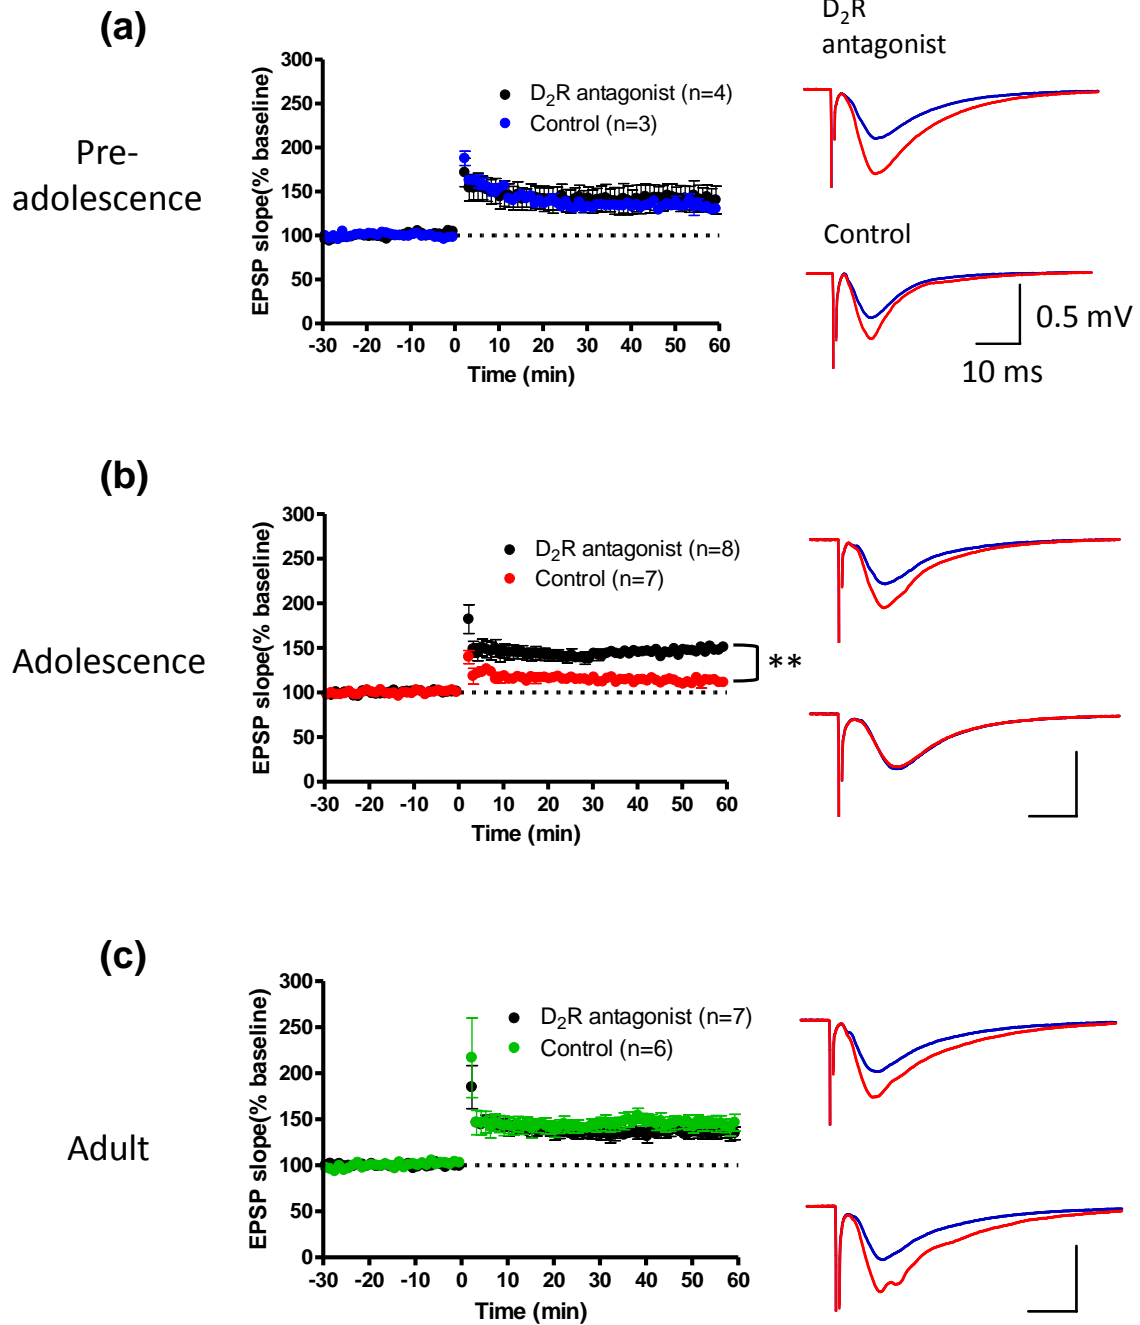 (a)
Pre-
adolescence
EPSP slope(% baseline)
300
250
200
150
100
50
0
D₂R antagonist (n=4)
Control (n=3)
-30 -20 -10 0 10 20 30 40 50 60
Time (min)
D₂R
antagonist
Control
0.5 mV
10 ms
(b)
Adolescence
EPSP slope(% baseline)
300
250
200
150
100
50
0
D₂R antagonist (n=8)
Control (n=7)
**
-30 -20 -10 0 10 20 30 40 50 60
Time (min)
(c)
Adult
EPSP slope(% baseline)
300
250
200
150
100
50
0
D₂R antagonist (n=7)
Control (n=6)
-30 -20 -10 0 10 20 30 40 50 60
Time (min)